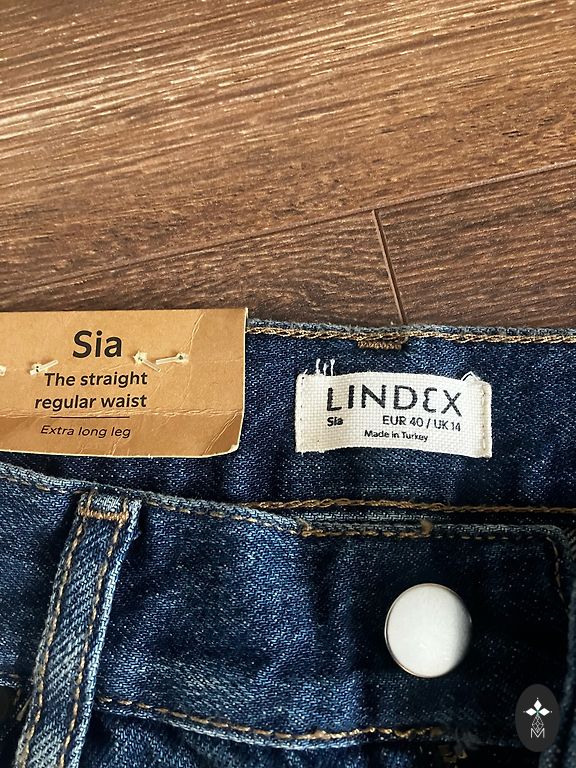 Sia
The straight
regular waist
Extra long leg
LINDEX
Sia EUR 40 / UK 14
Made in Turkey